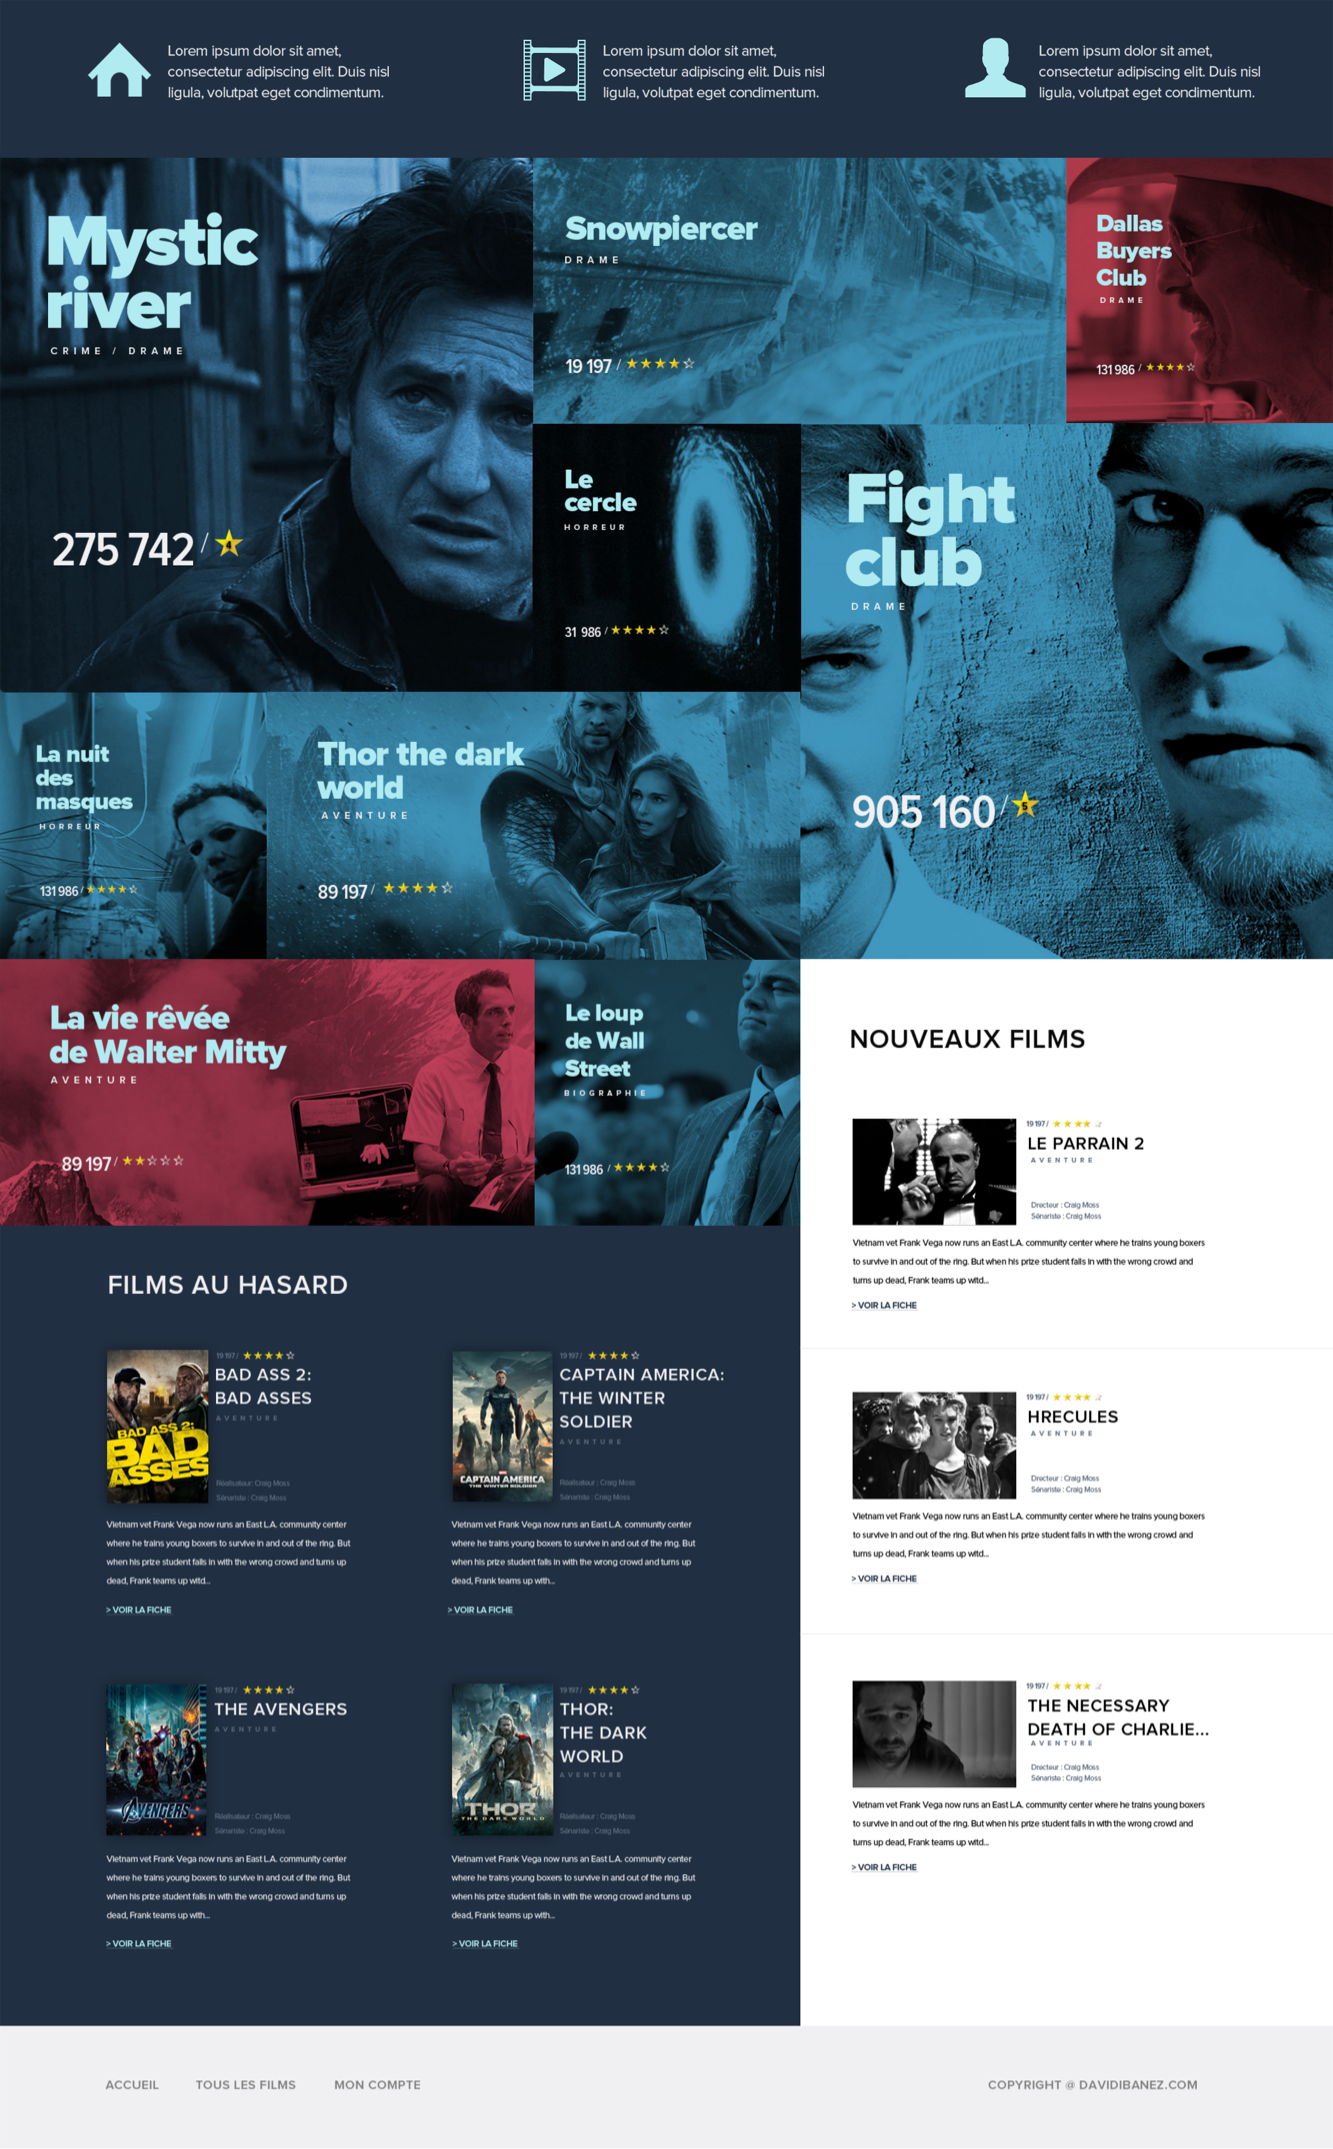 Lorem ipsum dolor sit amet,
consectetur adipiscing elit. Duis nisl
ligula, volutpat eget condimentum.
Lorem ipsum dolor sit amet,
consectetur adipiscing elit. Duis nisl
ligula, volutpat eget condimentum.
Lorem ipsum dolor sit amet,
consectetur adipiscing elit. Duis nisl
ligula, volutpat eget condimentum.
Mystic
river
CRIME / DRAME
275 742 /
Snowpiercer
DRAME
19 197 / ★★★★☆
Dallas
Buyers
Club
DRAME
131 986 / ★★★★☆
Le
cercle
HORREUR
31 986 / ★★★★☆
Fight
club
DRAME
905 160 / 5
La nuit
des
masques
HORREUR
131 986 / ★★★★☆
Thor the dark
world
AVENTURE
89 197 / ★★★★☆
La vie rêvée
de Walter Mitty
AVENTURE
89 197 / ★★☆☆☆
Le loup
de Wall
Street
BIOGRAPHIE
131 986 / ★★★★☆
NOUVEAUX FILMS
19 197 / ★★★★☆
LE PARRAIN 2
AVENTURE
Directeur : Craig Moss
Sénariste : Craig Moss
Vietnam vet Frank Vega now runs an East L.A. community center where he trains young boxers
to survive in and out of the ring. But when his prize student falls in with the wrong crowd and
turns up dead, Frank teams up witd...
> VOIR LA FICHE
19 197 / ★★★★☆
HRECULES
AVENTURE
Directeur : Craig Moss
Sénariste : Craig Moss
Vietnam vet Frank Vega now runs an East L.A. community center where he trains young boxers
to survive in and out of the ring. But when his prize student falls in with the wrong crowd and
turns up dead, Frank teams up witd...
> VOIR LA FICHE
19 197 / ★★★★☆
THE NECESSARY
DEATH OF CHARLIE...
AVENTURE
Directeur : Craig Moss
Sénariste : Craig Moss
Vietnam vet Frank Vega now runs an East L.A. community center where he trains young boxers
to survive in and out of the ring. But when his prize student falls in with the wrong crowd and
turns up dead, Frank teams up witd...
> VOIR LA FICHE
FILMS AU HASARD
BAD ASS 2:
BAD
ASSES
19 197 / ★★★★☆
BAD ASS 2:
BAD ASSES
AVENTURE
Réalisateur : Craig Moss
Sénariste : Craig Moss
Vietnam vet Frank Vega now runs an East L.A. community center
where he trains young boxers to survive in and out of the ring. But
when his prize student falls in with the wrong crowd and turns up
dead, Frank teams up witd...
> VOIR LA FICHE
CAPTAIN AMERICA
THE WINTER SOLDIER
19 197 / ★★★★☆
CAPTAIN AMERICA:
THE WINTER
SOLDIER
AVENTURE
Réalisateur : Craig Moss
Sénariste : Craig Moss
Vietnam vet Frank Vega now runs an East L.A. community center
where he trains young boxers to survive in and out of the ring. But
when his prize student falls in with the wrong crowd and turns up
dead, Frank teams up with...
> VOIR LA FICHE
AVENGERS
19 197 / ★★★★☆
THE AVENGERS
AVENTURE
Réalisateur : Craig Moss
Sénariste : Craig Moss
Vietnam vet Frank Vega now runs an East L.A. community center
where he trains young boxers to survive in and out of the ring. But
when his prize student falls in with the wrong crowd and turns up
dead, Frank teams up with...
> VOIR LA FICHE
THOR
THE DARK WORLD
19 197 / ★★★★☆
THOR:
THE DARK
WORLD
AVENTURE
Réalisateur : Craig Moss
Sénariste : Craig Moss
Vietnam vet Frank Vega now runs an East L.A. community center
where he trains young boxers to survive in and out of the ring. But
when his prize student falls in with the wrong crowd and turns up
dead, Frank teams up with...
> VOIR LA FICHE
ACCUEIL
TOUS LES FILMS
MON COMPTE
COPYRIGHT @ DAVIDIBANEZ.COM